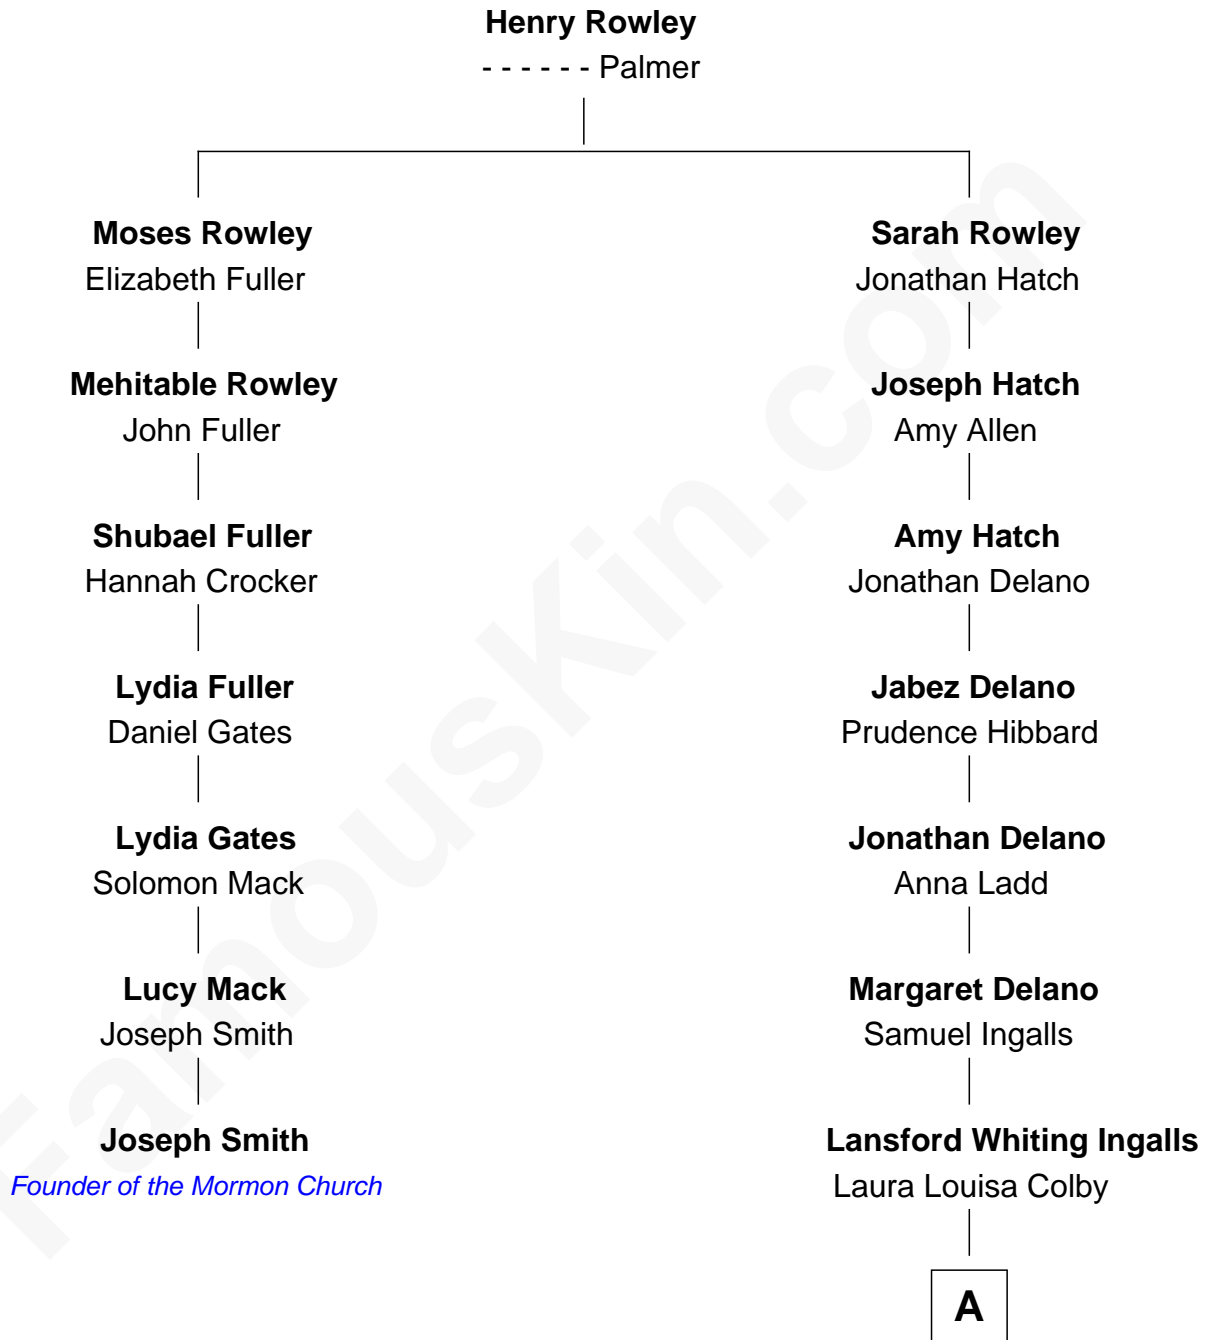 Henry Rowley
- - - - - - Palmer
Moses Rowley
Elizabeth Fuller
Sarah Rowley
Jonathan Hatch
Mehitable Rowley
John Fuller
Joseph Hatch
Amy Allen
Shubael Fuller
Hannah Crocker
Amy Hatch
Jonathan Delano
Lydia Fuller
Daniel Gates
Jabez Delano
Prudence Hibbard
Lydia Gates
Solomon Mack
Jonathan Delano
Anna Ladd
Lucy Mack
Joseph Smith
Margaret Delano
Samuel Ingalls
Joseph Smith
Founder of the Mormon Church
Lansford Whiting Ingalls
Laura Louisa Colby
A
FamousKin.com